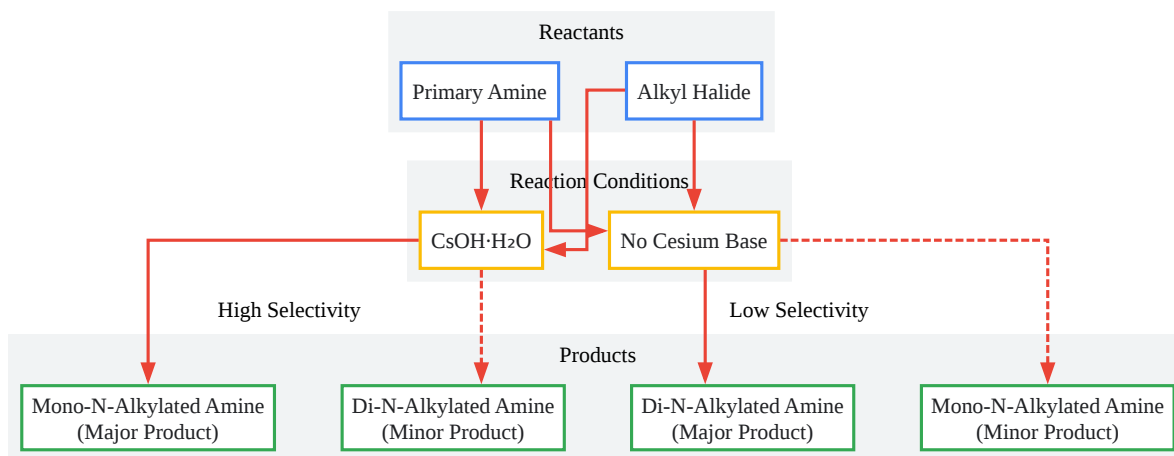 Reactants
Primary Amine
Alkyl Halide
Reaction Conditions
CsOH·H₂O
No Cesium Base
High Selectivity
Low Selectivity
Products
Mono-N-Alkylated Amine
(Major Product)
Di-N-Alkylated Amine
(Minor Product)
Di-N-Alkylated Amine
(Major Product)
Mono-N-Alkylated Amine
(Minor Product)